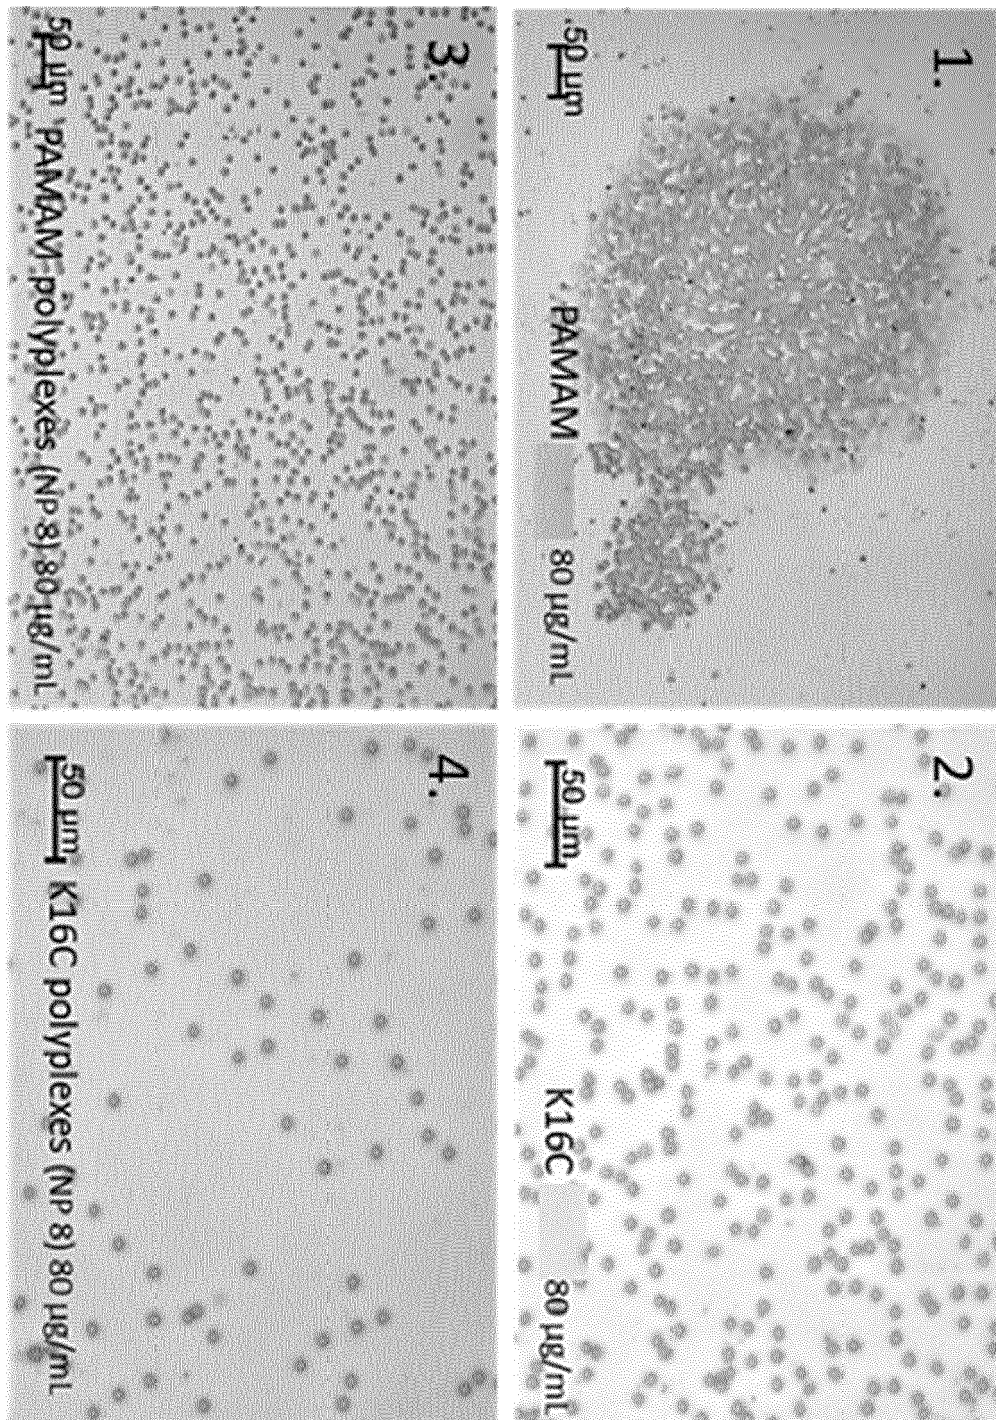 1.
50 µm
PAMAM
80 µg/mL
2.
50 µm
K16C
80 µg/mL
3.
50 µm
PAMAM polyplexes (NP 8) 80 µg/mL
4.
50 µm
K16C polyplexes (NP 8) 80 µg/mL